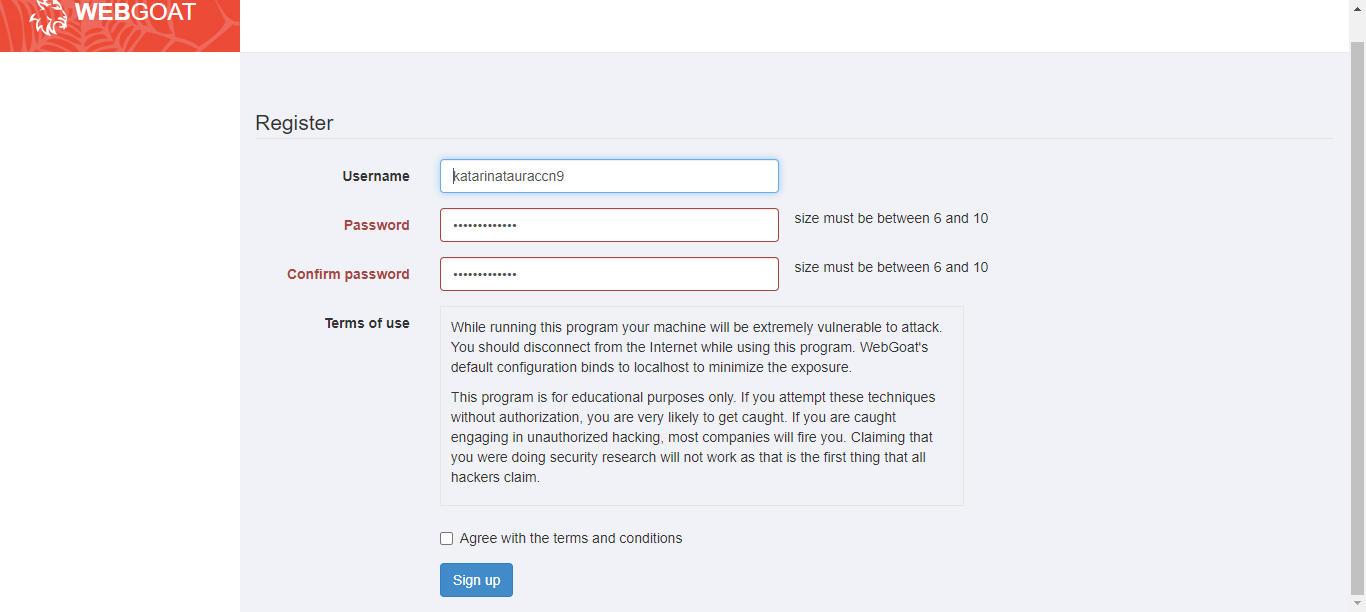 WEBGOAT
Register
Username
katarinatauraccn9
Password
•••••••••••••
size must be between 6 and 10
Confirm password
•••••••••••••
size must be between 6 and 10
Terms of use
While running this program your machine will be extremely vulnerable to attack.
You should disconnect from the Internet while using this program. WebGoat's
default configuration binds to localhost to minimize the exposure.
This program is for educational purposes only. If you attempt these techniques
without authorization, you are very likely to get caught. If you are caught
engaging in unauthorized hacking, most companies will fire you. Claiming that
you were doing security research will not work as that is the first thing that all
hackers claim.
Agree with the terms and conditions
Sign up